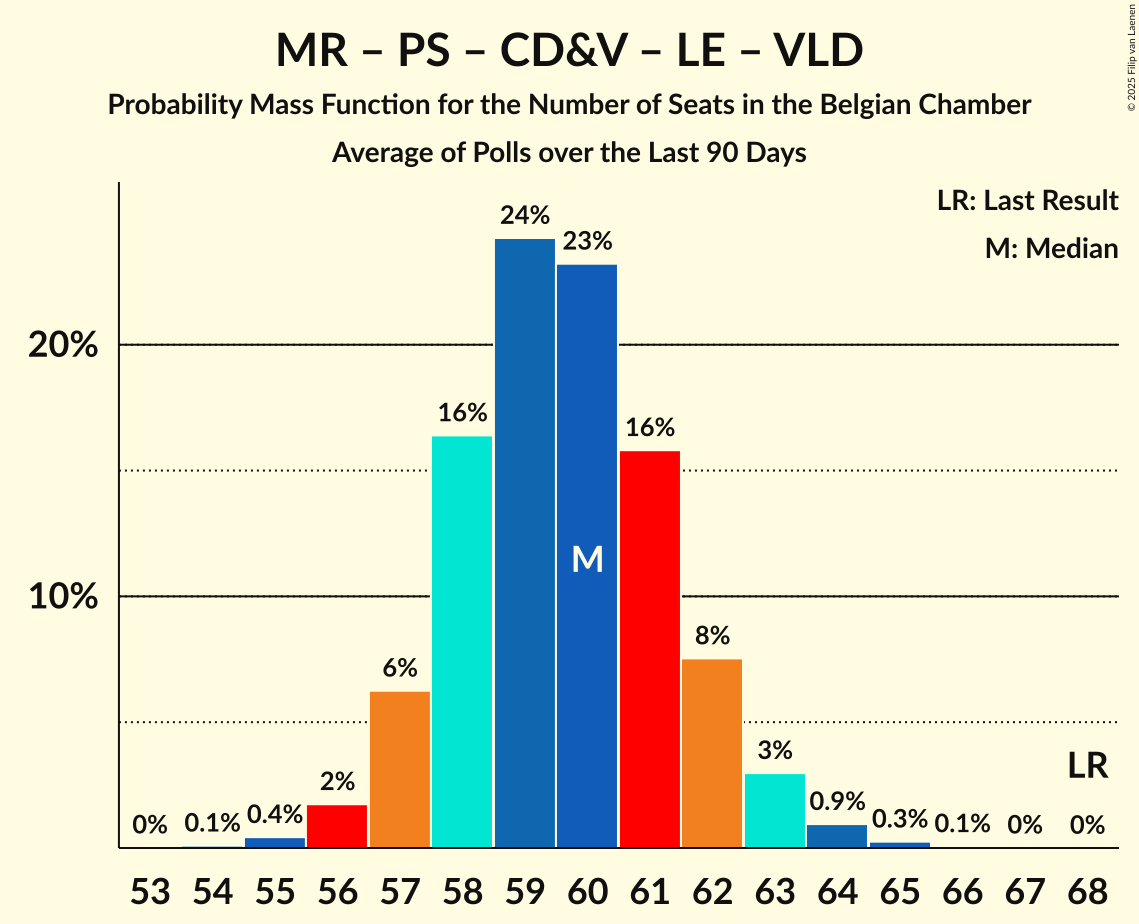 MR – PS – CD&V – LE – VLD
Probability Mass Function for the Number of Seats in the Belgian Chamber
Average of Polls over the Last 90 Days
© 2025 Filip van Laenen
LR: Last Result
M: Median
20%
10%
0% 0.1% 0.4% 2% 6% 16% 24% 23% 16% 8% 3% 0.9% 0.3% 0.1% 0% 0%
M
LR
53 54 55 56 57 58 59 60 61 62 63 64 65 66 67 68